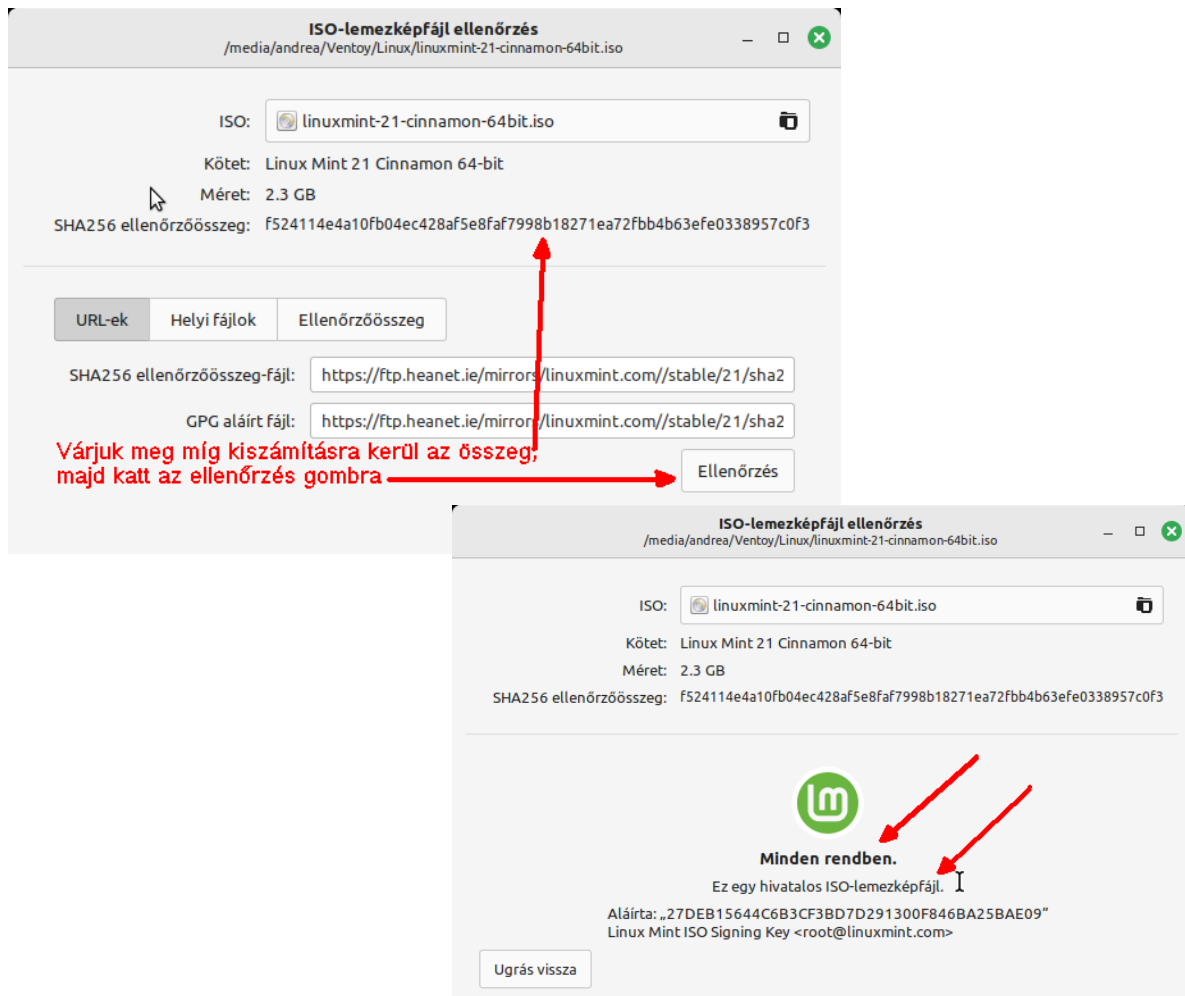 ISO-lemezképfájl ellenőrzés
/media/andrea/Ventoy/Linux/linuxmint-21-cinnamon-64bit.iso
ISO: linuxmint-21-cinnamon-64bit.iso
Kötet: Linux Mint 21 Cinnamon 64-bit
Méret: 2.3 GB
SHA256 ellenőrzőösszeg: f524114e4a10fb04ec428af5e8faf7998b18271ea72fbb4b63efe0338957c0f3
URL-ek Helyi fájlok Ellenőrzőösszeg
SHA256 ellenőrzőösszeg-fájl: https://ftp.heanet.ie/mirrors/linuxmint.com//stable/21/sha2
GPG aláírt fájl: https://ftp.heanet.ie/mirrors/linuxmint.com//stable/21/sha2
Várjuk meg míg kiszámításra kerül az összeg,
majd katt az ellenőrzés gombra
Ellenőrzés
ISO-lemezképfájl ellenőrzés
/media/andrea/Ventoy/Linux/linuxmint-21-cinnamon-64bit.iso
ISO: linuxmint-21-cinnamon-64bit.iso
Kötet: Linux Mint 21 Cinnamon 64-bit
Méret: 2.3 GB
SHA256 ellenőrzőösszeg: f524114e4a10fb04ec428af5e8faf7998b18271ea72fbb4b63efe0338957c0f3
lm
Minden rendben.
Ez egy hivatalos ISO-lemezképfájl.
Aláírta: „27DEB15644C6B3CF3BD7D291300F846BA25BAE09”
Linux Mint ISO Signing Key <root@linuxmint.com>
Ugrás vissza